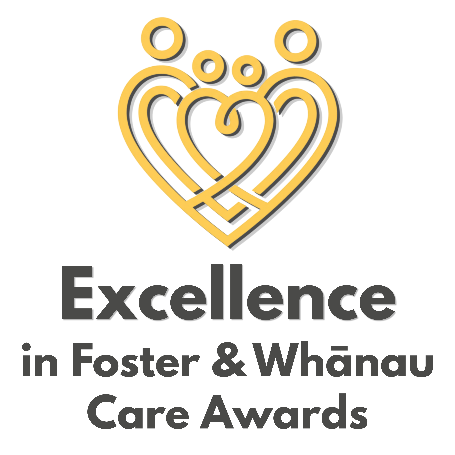 Excellence
in Foster & Whānau
Care Awards